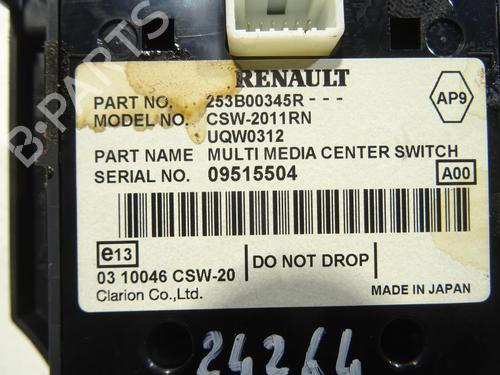 RENAULT
PART NO. 253B00345R - - -
AP9
MODEL NO. CSW-2011RN
UQW0312
PART NAME MULTI MEDIA CENTER SWITCH
SERIAL NO. 09515504 A00
e13
03 10046 CSW-20 DO NOT DROP
Clarion Co.,Ltd. MADE IN JAPAN
24264
B-PARTS